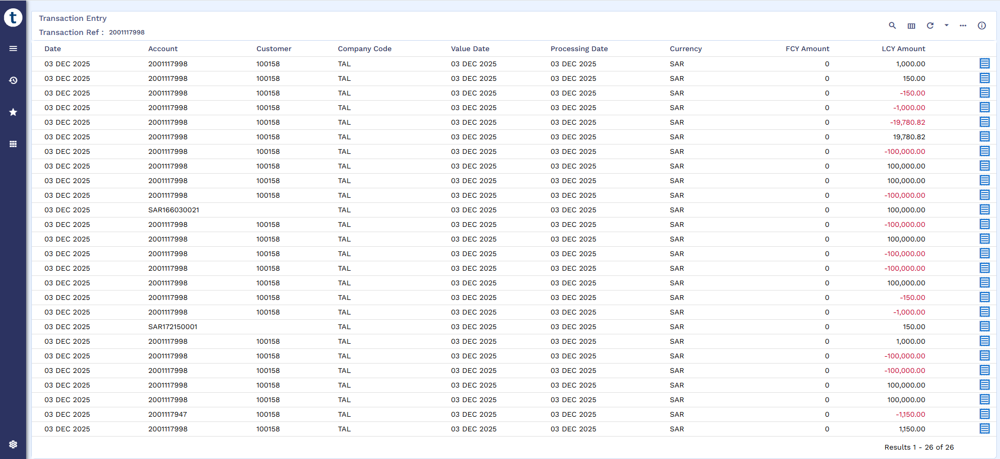 t
Transaction Entry
Transaction Ref : 2001117998
Date Account Customer Company Code Value Date Processing Date Currency FCY Amount LCY Amount
03 DEC 2025 2001117998 100158 TAL 03 DEC 2025 03 DEC 2025 SAR 0 1,000.00
03 DEC 2025 2001117998 100158 TAL 03 DEC 2025 03 DEC 2025 SAR 0 150.00
03 DEC 2025 2001117998 100158 TAL 03 DEC 2025 03 DEC 2025 SAR 0 -150.00
03 DEC 2025 2001117998 100158 TAL 03 DEC 2025 03 DEC 2025 SAR 0 -1,000.00
03 DEC 2025 2001117998 100158 TAL 03 DEC 2025 03 DEC 2025 SAR 0 -19,780.82
03 DEC 2025 2001117998 100158 TAL 03 DEC 2025 03 DEC 2025 SAR 0 19,780.82
03 DEC 2025 2001117998 100158 TAL 03 DEC 2025 03 DEC 2025 SAR 0 -100,000.00
03 DEC 2025 2001117998 100158 TAL 03 DEC 2025 03 DEC 2025 SAR 0 100,000.00
03 DEC 2025 2001117998 100158 TAL 03 DEC 2025 03 DEC 2025 SAR 0 100,000.00
03 DEC 2025 2001117998 100158 TAL 03 DEC 2025 03 DEC 2025 SAR 0 -100,000.00
03 DEC 2025 SAR166030021 TAL 03 DEC 2025 03 DEC 2025 SAR 0 100,000.00
03 DEC 2025 2001117998 100158 TAL 03 DEC 2025 03 DEC 2025 SAR 0 -100,000.00
03 DEC 2025 2001117998 100158 TAL 03 DEC 2025 03 DEC 2025 SAR 0 100,000.00
03 DEC 2025 2001117998 100158 TAL 03 DEC 2025 03 DEC 2025 SAR 0 -100,000.00
03 DEC 2025 2001117998 100158 TAL 03 DEC 2025 03 DEC 2025 SAR 0 -100,000.00
03 DEC 2025 2001117998 100158 TAL 03 DEC 2025 03 DEC 2025 SAR 0 100,000.00
03 DEC 2025 2001117998 100158 TAL 03 DEC 2025 03 DEC 2025 SAR 0 -150.00
03 DEC 2025 2001117998 100158 TAL 03 DEC 2025 03 DEC 2025 SAR 0 -1,000.00
03 DEC 2025 SAR172150001 TAL 03 DEC 2025 03 DEC 2025 SAR 0 150.00
03 DEC 2025 2001117998 100158 TAL 03 DEC 2025 03 DEC 2025 SAR 0 1,000.00
03 DEC 2025 2001117998 100158 TAL 03 DEC 2025 03 DEC 2025 SAR 0 -100,000.00
03 DEC 2025 2001117998 100158 TAL 03 DEC 2025 03 DEC 2025 SAR 0 -100,000.00
03 DEC 2025 2001117998 100158 TAL 03 DEC 2025 03 DEC 2025 SAR 0 100,000.00
03 DEC 2025 2001117998 100158 TAL 03 DEC 2025 03 DEC 2025 SAR 0 100,000.00
03 DEC 2025 2001117947 100158 TAL 03 DEC 2025 03 DEC 2025 SAR 0 -1,150.00
03 DEC 2025 2001117998 100158 TAL 03 DEC 2025 03 DEC 2025 SAR 0 1,150.00
Results 1 - 26 of 26